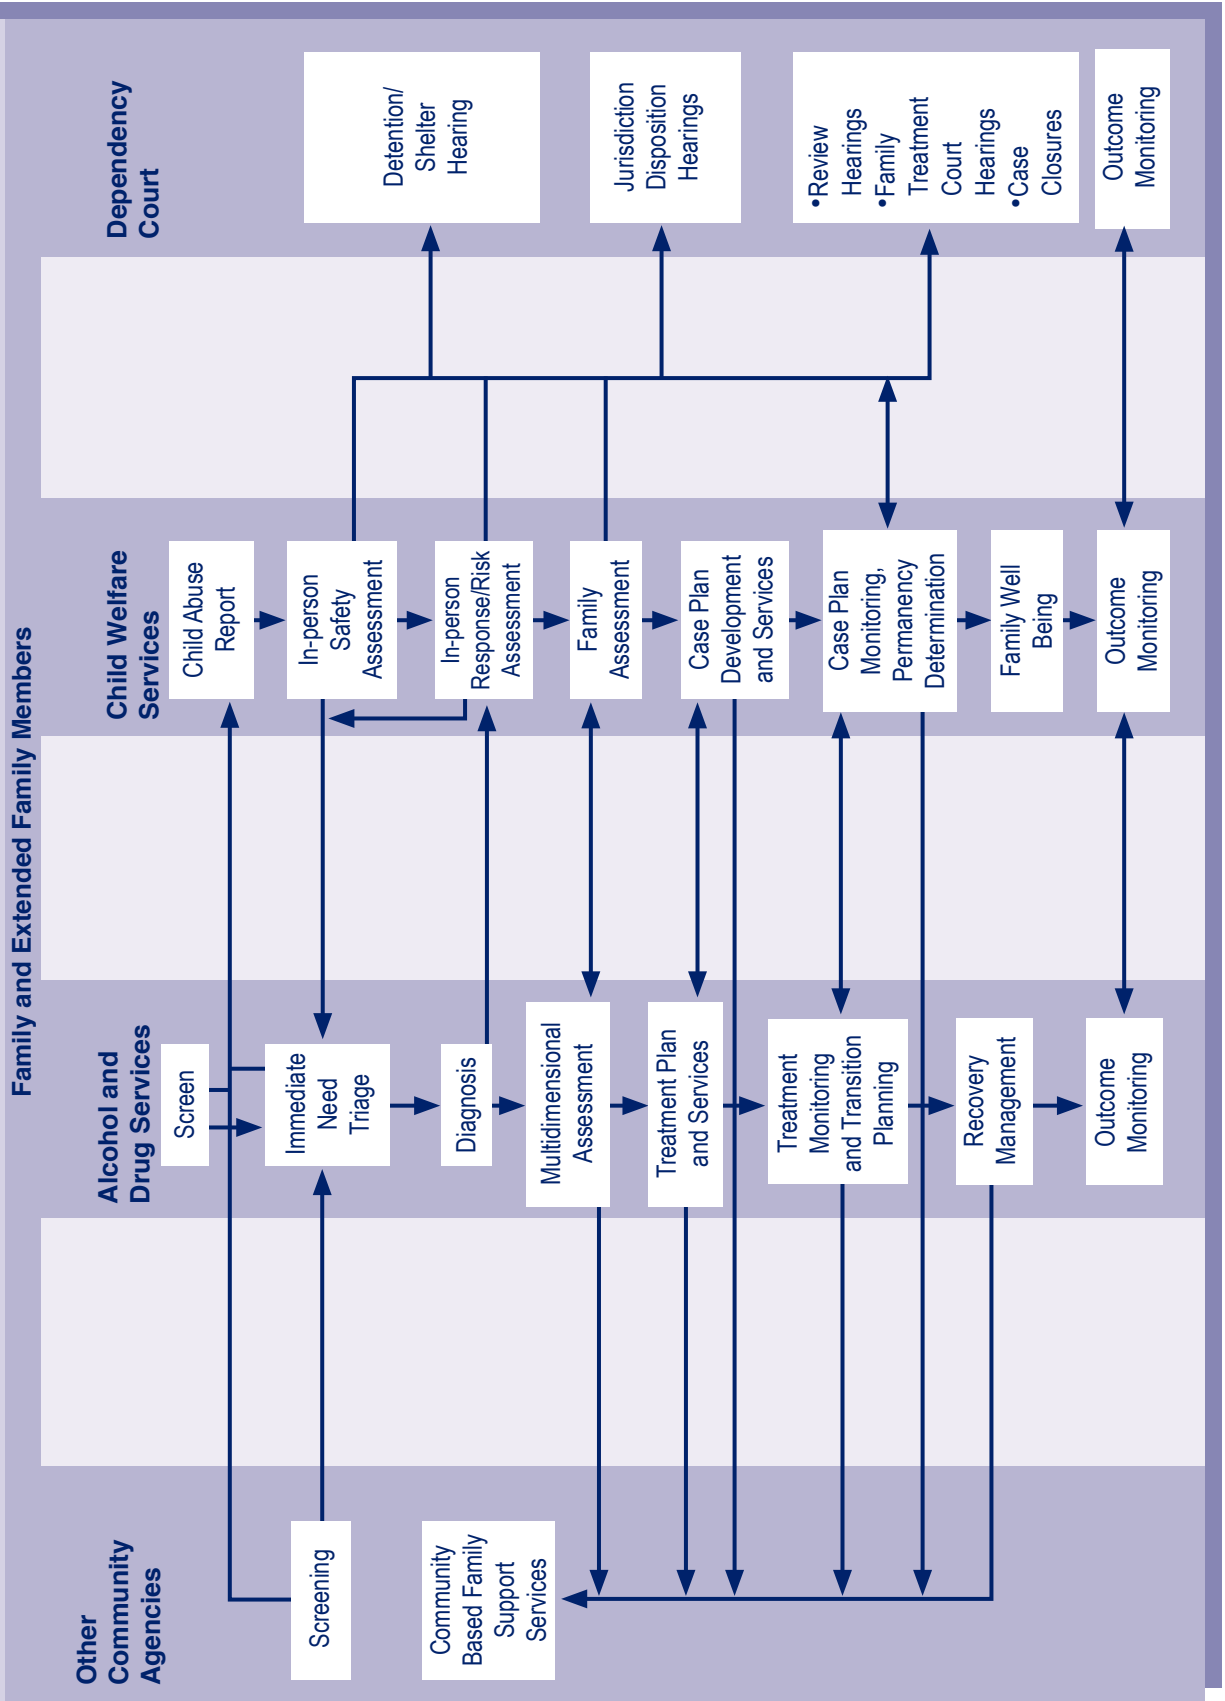 Family and Extended Family Members
Other
Community
Agencies
Screening
Community
Based Family
Support
Services
Alcohol and
Drug Services
Screen
Immediate
Need
Triage
Diagnosis
Multidimensional
Assessment
Treatment Plan
and Services
Treatment
Monitoring
and Transition
Planning
Recovery
Management
Outcome
Monitoring
Child Welfare
Services
Child Abuse
Report
In-person
Safety
Assessment
In-person
Response/Risk
Assessment
Family
Assessment
Case Plan
Development
and Services
Case Plan
Monitoring,
Permanency
Determination
Family Well
Being
Outcome
Monitoring
Dependency
Court
Detention/
Shelter
Hearing
Jurisdiction
Disposition
Hearings
•Review
Hearings
•Family
Treatment
Court
Hearings
•Case
Closures
Outcome
Monitoring